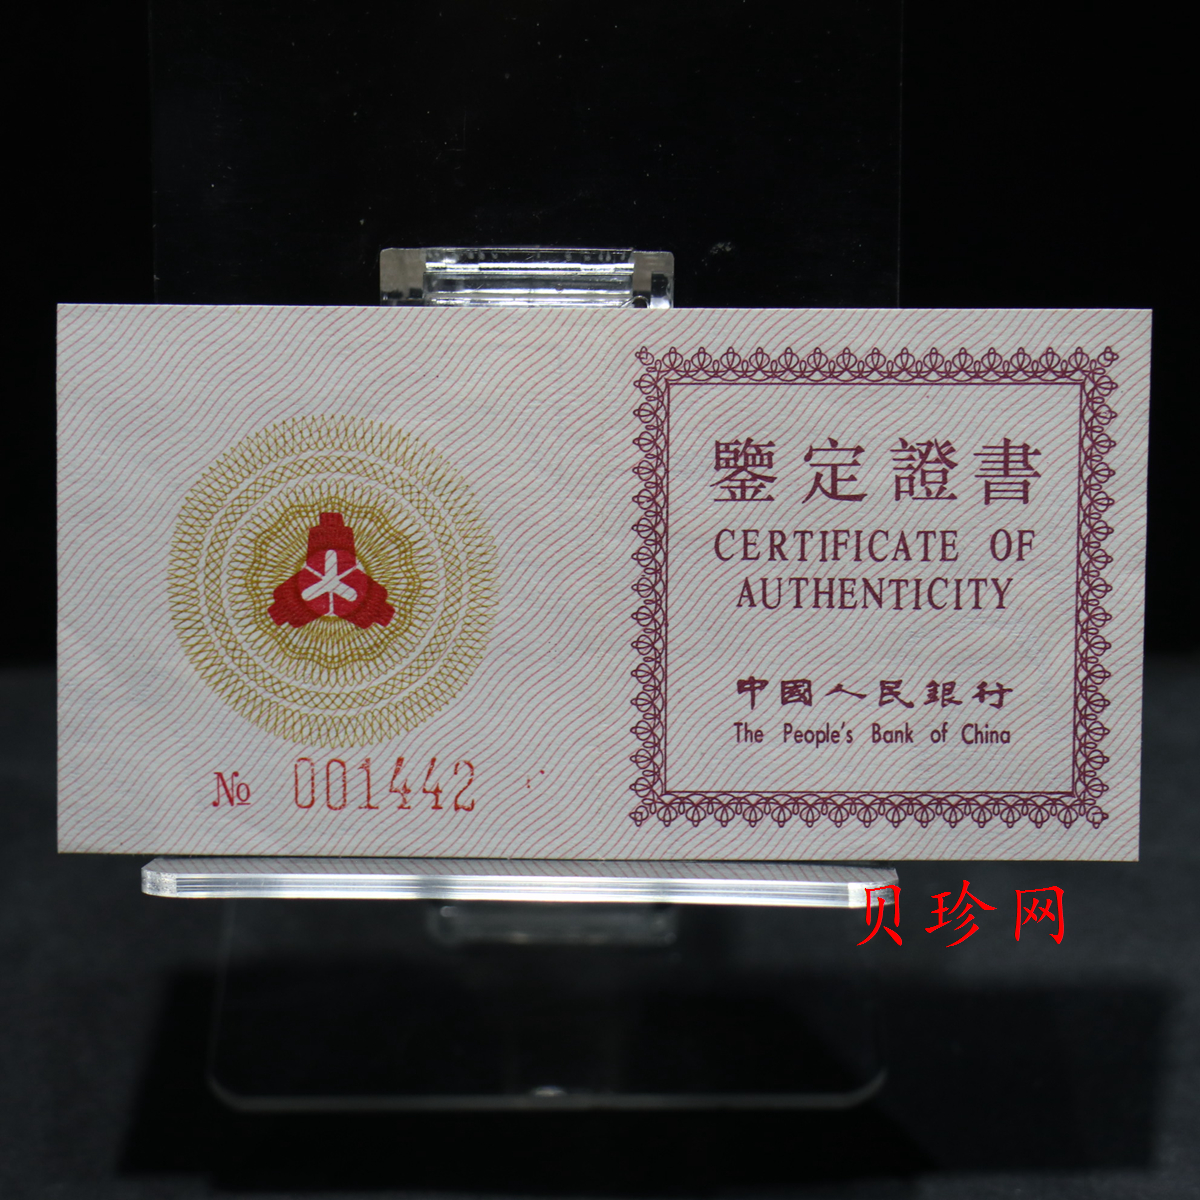 鑒定證書
CERTIFICATE OF
AUTHENTICITY
中國人民銀行
The People's Bank of China
№ 001442
贝珍网